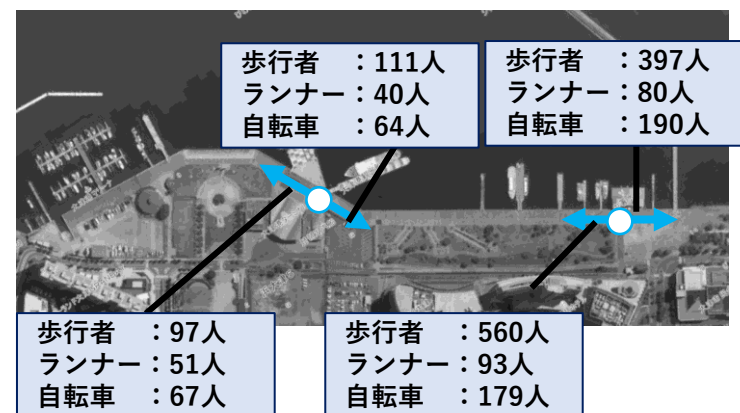 歩行者　：111人
ランナー：40人
自転車　：64人
歩行者　：397人
ランナー：80人
自転車　：190人
歩行者　：97人
ランナー：51人
自転車　：67人
歩行者　：560人
ランナー：93人
自転車　：179人